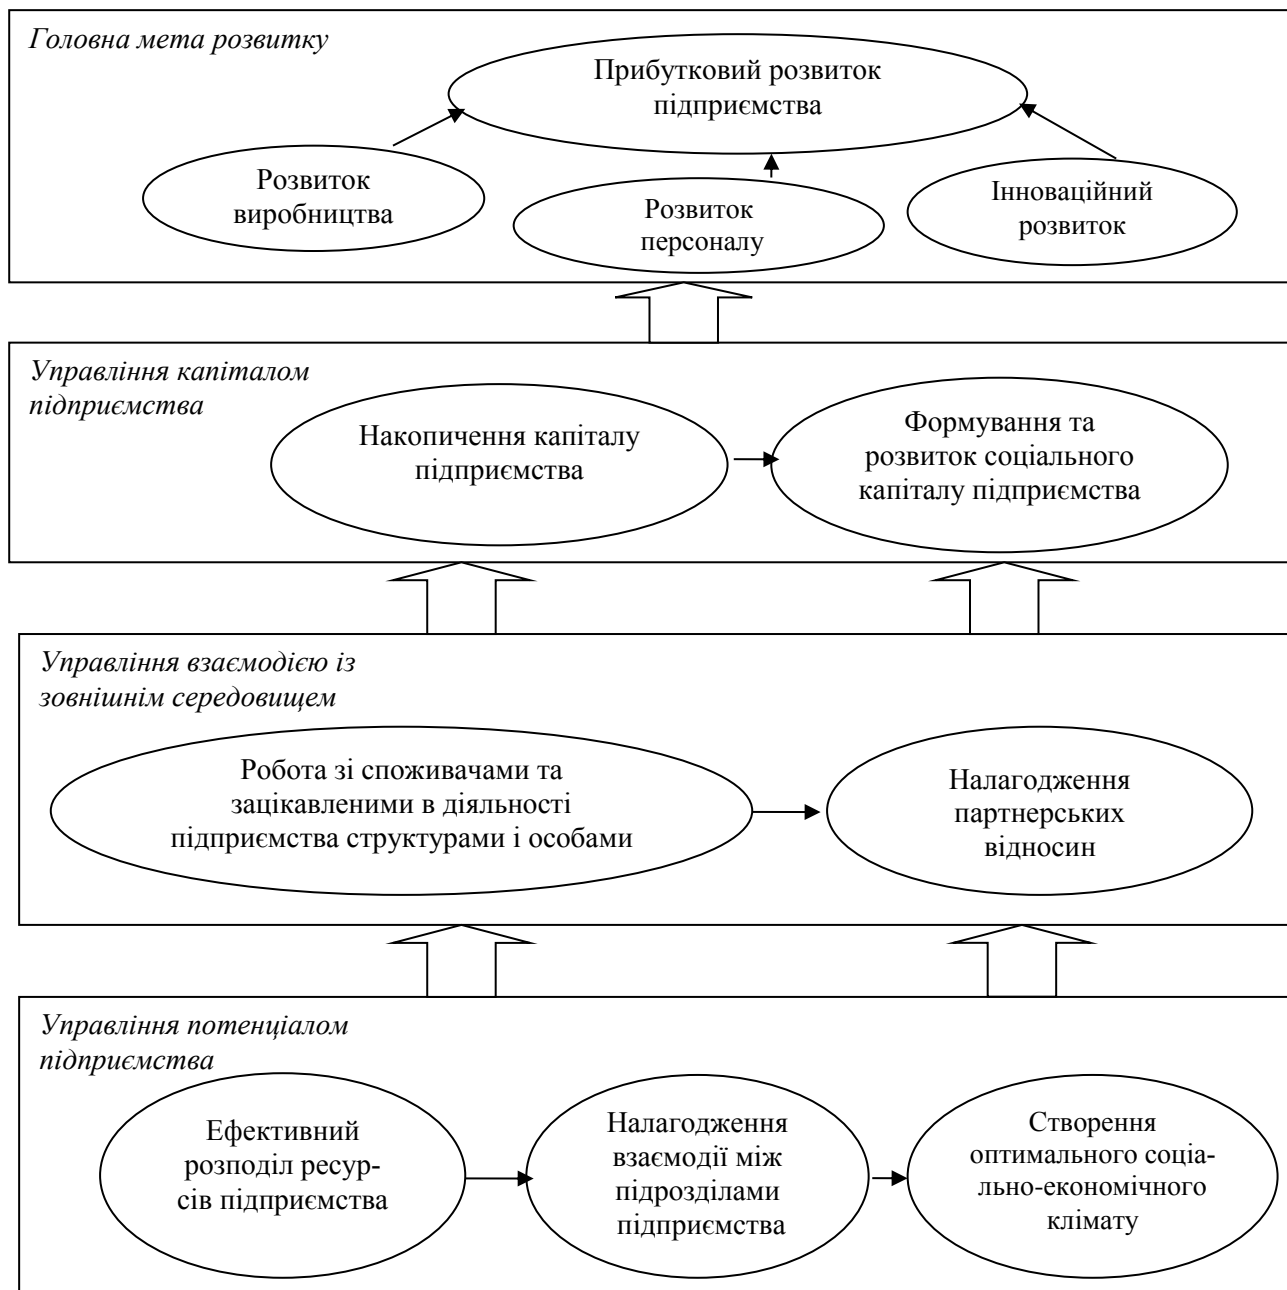 Головна мета розвитку
Прибутковий розвиток
підприємства
Розвиток
виробництва
Розвиток
персоналу
Інноваційний
розвиток
Управління капіталом
підприємства
Накопичення капіталу
підприємства
Формування та
розвиток соціального
капіталу підприємства
Управління взаємодією із
зовнішнім середовищем
Робота зі споживачами та
зацікавленими в діяльності
підприємства структурами і особами
Налагодження
партнерських
відносин
Управління потенціалом
підприємства
Ефективний
розподіл ресур-
сів підприємства
Налагодження
взаємодії між
підрозділами
підприємства
Створення
оптимального соціа-
льно-економічного
клімату